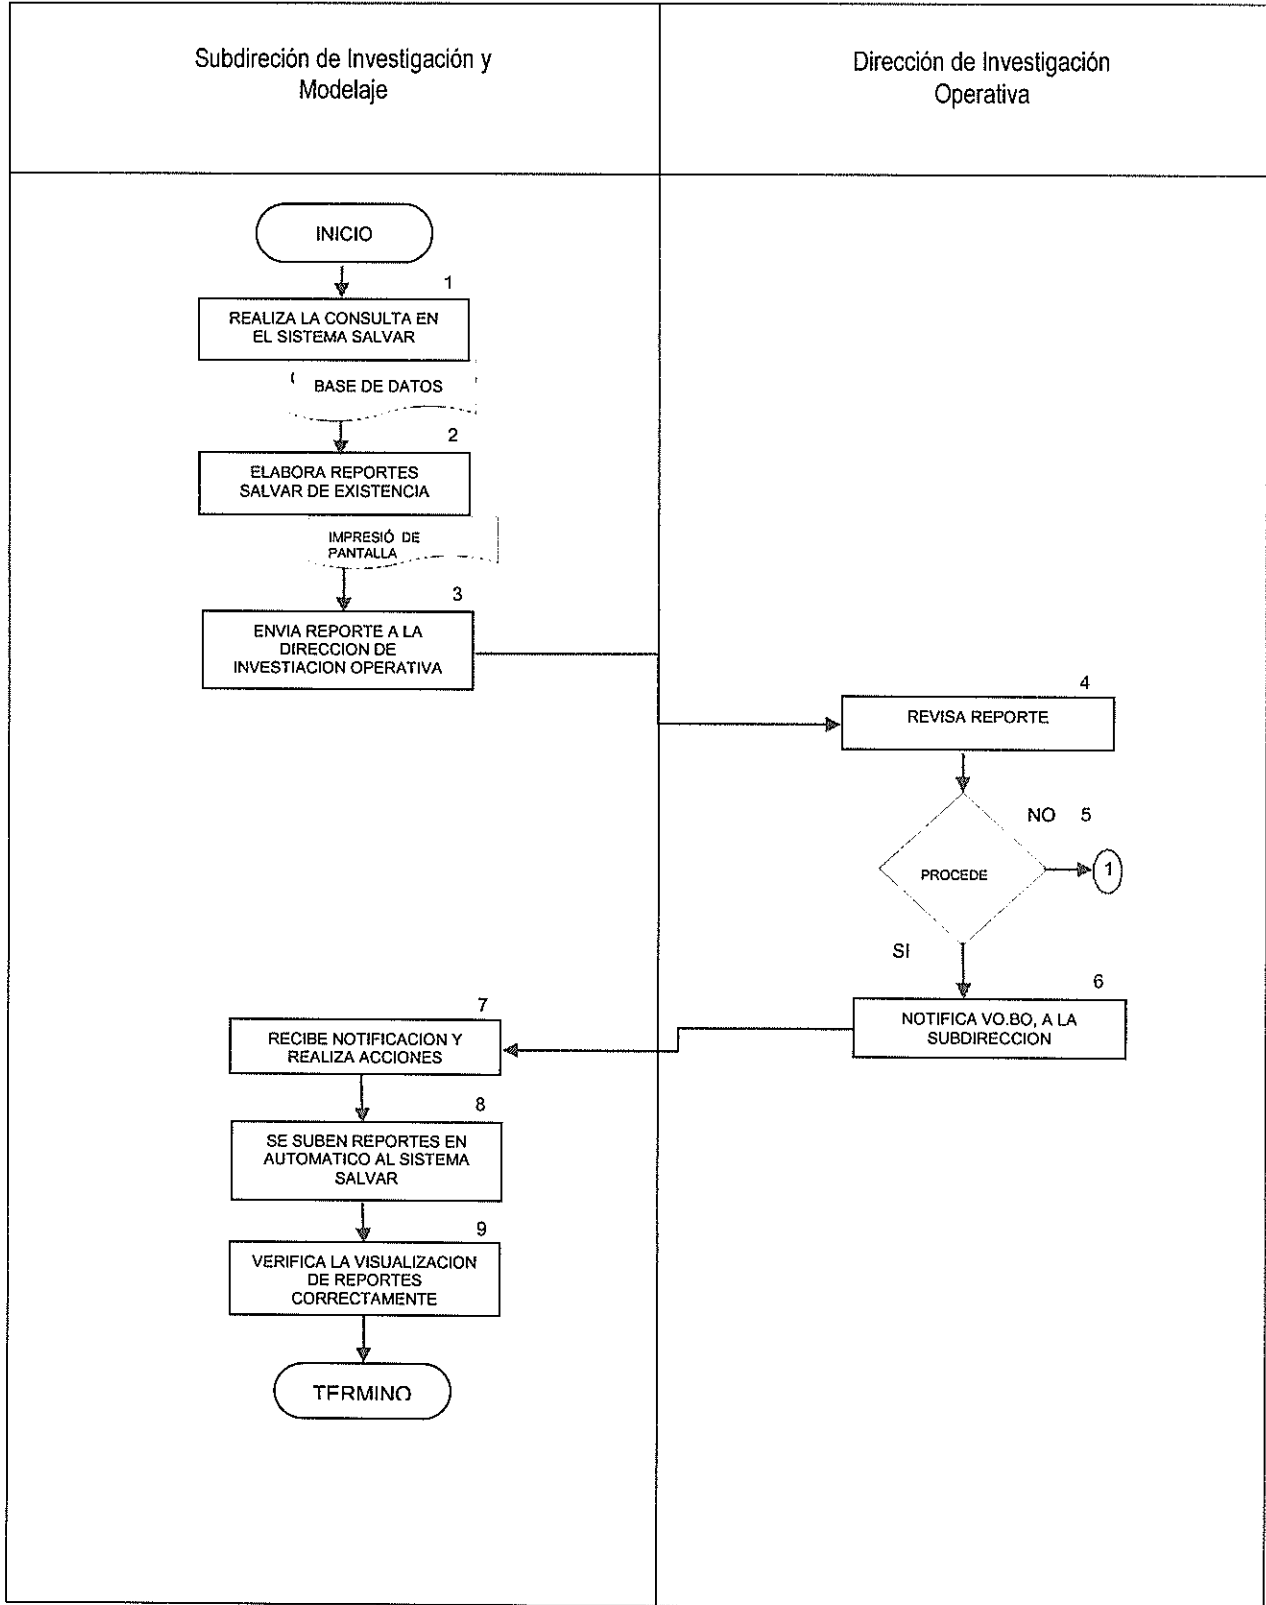 Subdireción de Investigación y
Modelaje
Dirección de Investigación
Operativa
INICIO
1
REALIZA LA CONSULTA EN
EL SISTEMA SALVAR
BASE DE DATOS
2
ELABORA REPORTES
SALVAR DE EXISTENCIA
IMPRESIÓ DE
PANTALLA
3
ENVIA REPORTE A LA
DIRECCION DE
INVESTIACION OPERATIVA
4
REVISA REPORTE
NO 5
PROCEDE
1
SI
6
NOTIFICA VO.BO, A LA
SUBDIRECCION
7
RECIBE NOTIFICACION Y
REALIZA ACCIONES
8
SE SUBEN REPORTES EN
AUTOMATICO AL SISTEMA
SALVAR
9
VERIFICA LA VISUALIZACION
DE REPORTES
CORRECTAMENTE
TERMINO